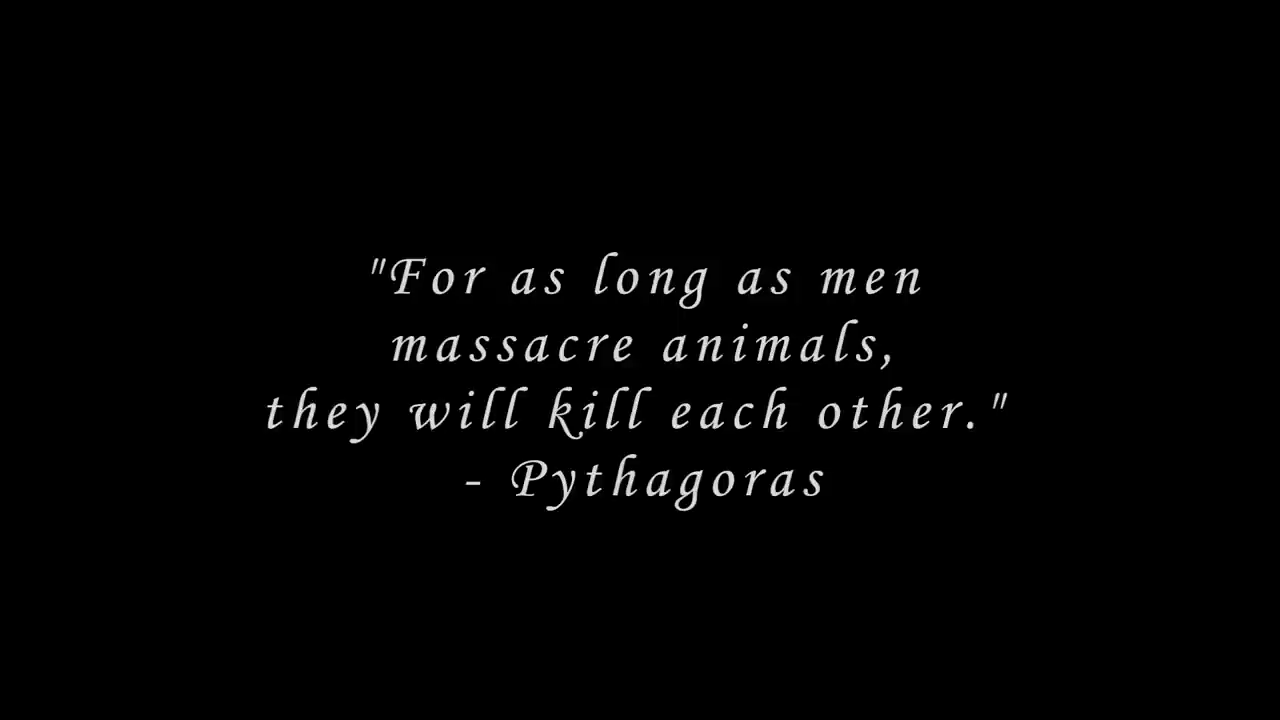 "For as long as men
massacre animals,
they will kill each other."
- Pythagoras